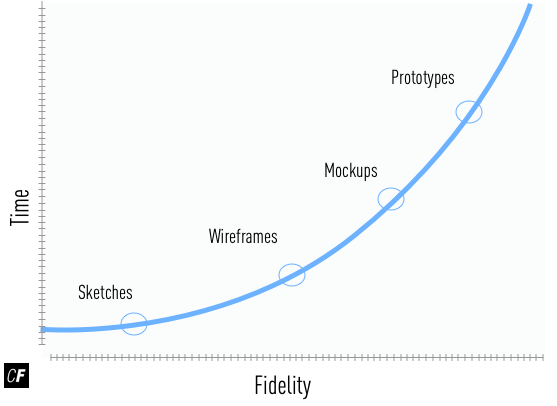 Prototypes
Mockups
Time
Wireframes
Sketches
CF
Fidelity